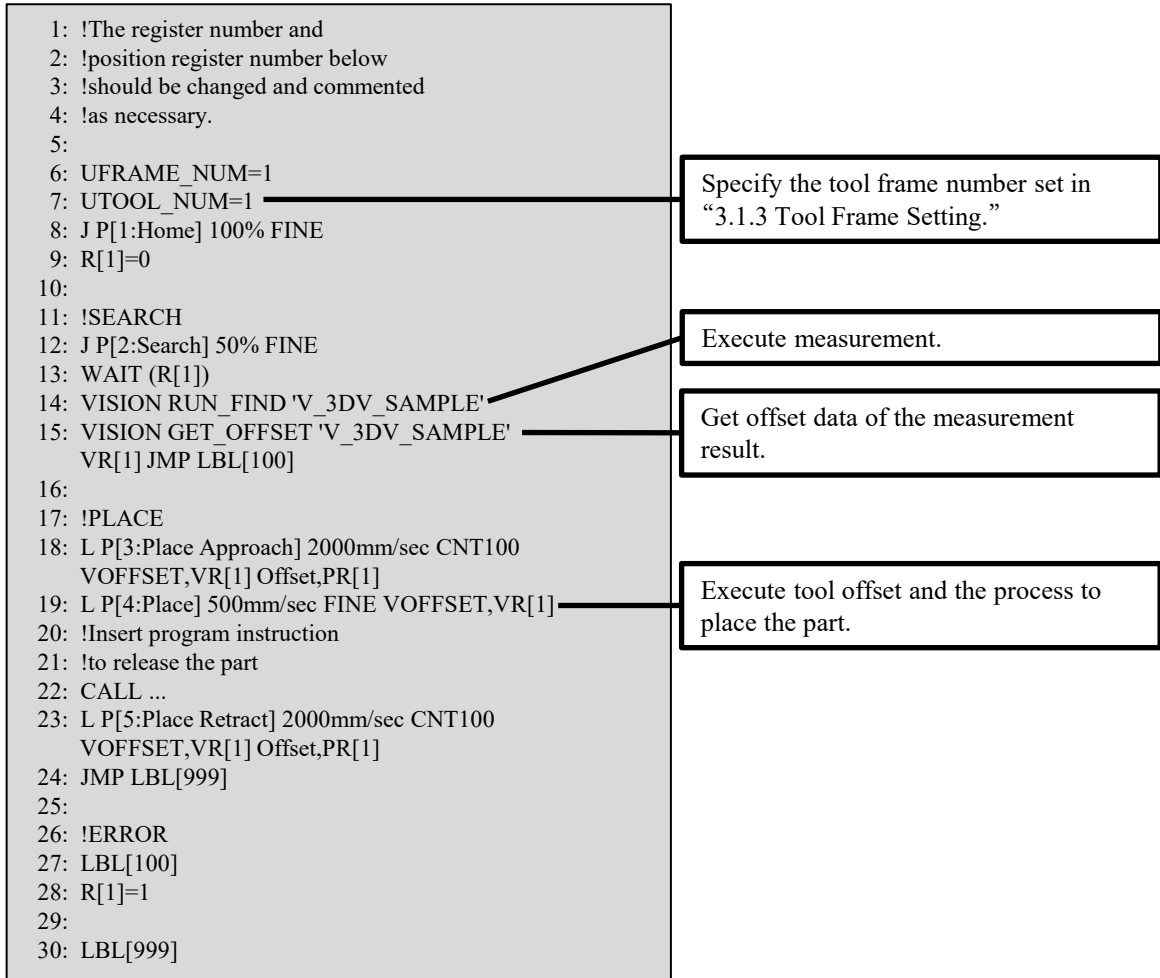 1: !The register number and
2: !position register number below
3: !should be changed and commented
4: !as necessary.
5:
6: UFRAME_NUM=1
7: UTOOL_NUM=1
8: J P[1:Home] 100% FINE
9: R[1]=0
10:
11: !SEARCH
12: J P[2:Search] 50% FINE
13: WAIT (R[1])
14: VISION RUN_FIND 'V_3DV_SAMPLE'
15: VISION GET_OFFSET 'V_3DV_SAMPLE'
VR[1] JMP LBL[100]
16:
17: !PLACE
18: L P[3:Place Approach] 2000mm/sec CNT100
VOFFSET,VR[1] Offset,PR[1]
19: L P[4:Place] 500mm/sec FINE VOFFSET,VR[1]
20: !Insert program instruction
21: !to release the part
22: CALL ...
23: L P[5:Place Retract] 2000mm/sec CNT100
VOFFSET,VR[1] Offset,PR[1]
24: JMP LBL[999]
25:
26: !ERROR
27: LBL[100]
28: R[1]=1
29:
30: LBL[999]
Specify the tool frame number set in
“3.1.3 Tool Frame Setting.”
Execute measurement.
Get offset data of the measurement
result.
Execute tool offset and the process to
place the part.